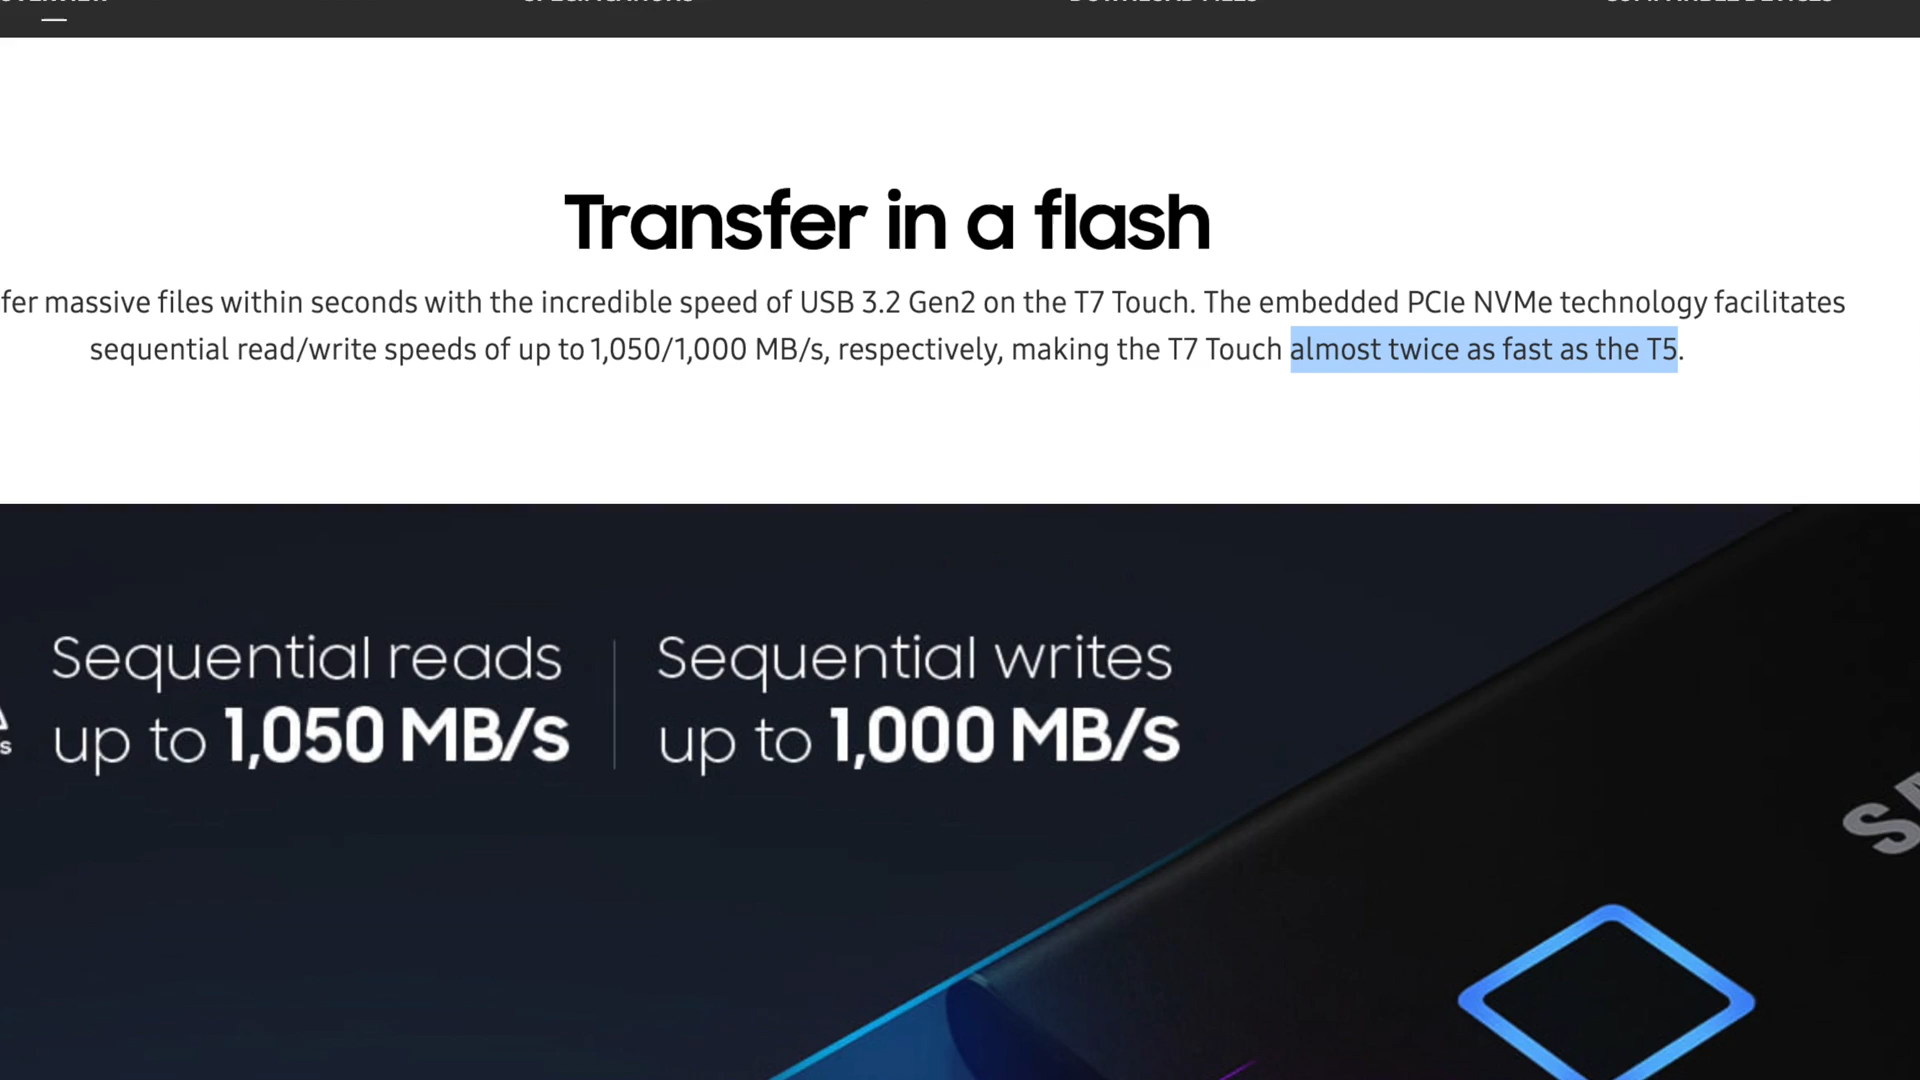 Transfer in a flash
fer massive files within seconds with the incredible speed of USB 3.2 Gen2 on the T7 Touch. The embedded PCIe NVMe technology facilitates
sequential read/write speeds of up to 1,050/1,000 MB/s, respectively, making the T7 Touch almost twice as fast as the T5.
Sequential reads
up to 1,050 MB/s
Sequential writes
up to 1,000 MB/s